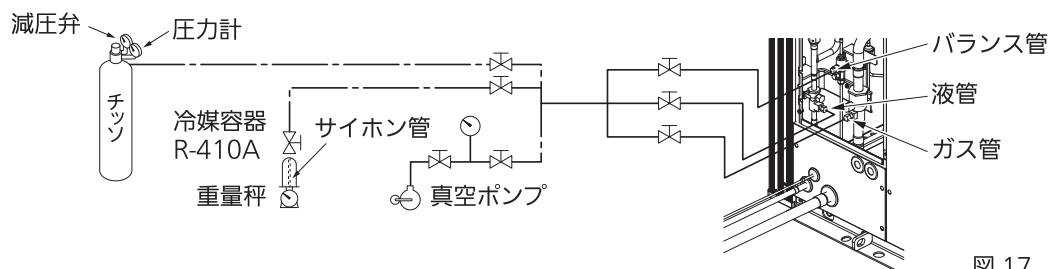 減圧弁
圧力計
チッソ
冷媒容器
R-410A
サイホン管
重量秤
真空ポンプ
バランス管
液管
ガス管
図 17